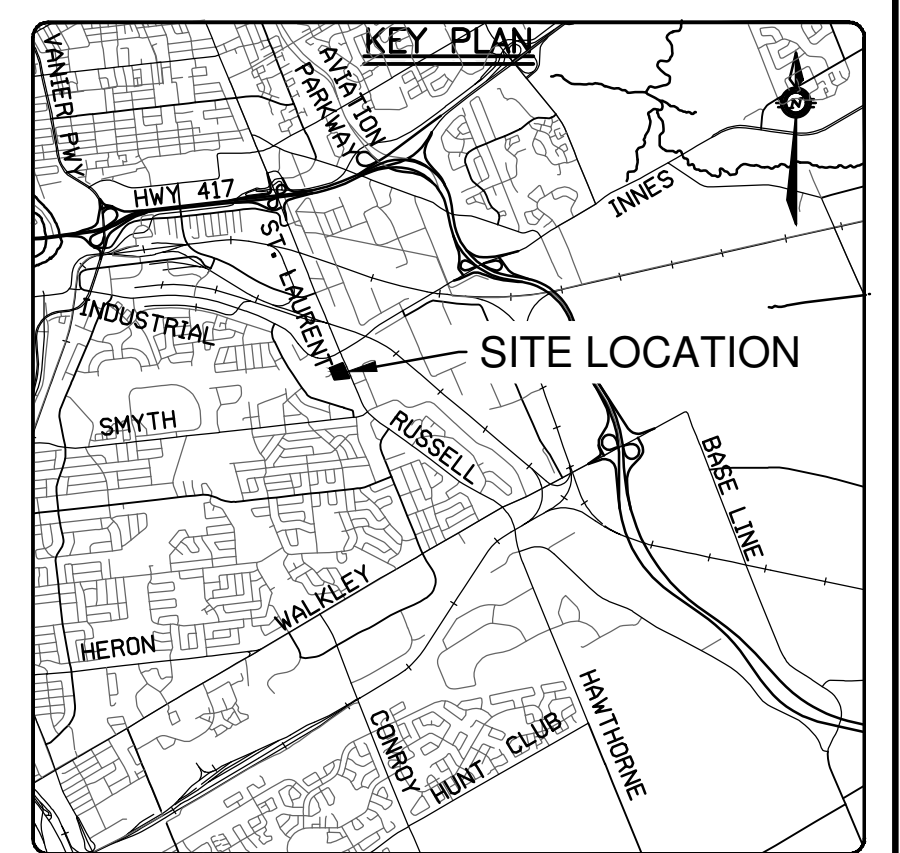 KEY PLAN
VANIER PWY
AVIATION
PARKWAY
N
HWY 417
INNES
ST. LAURENT
INDUSTRIAL
SITE LOCATION
SMYTH
RUSSELL
BASE LINE
WALKLEY
HERON
HAWTHORNE
CONROY
HUNT CLUB